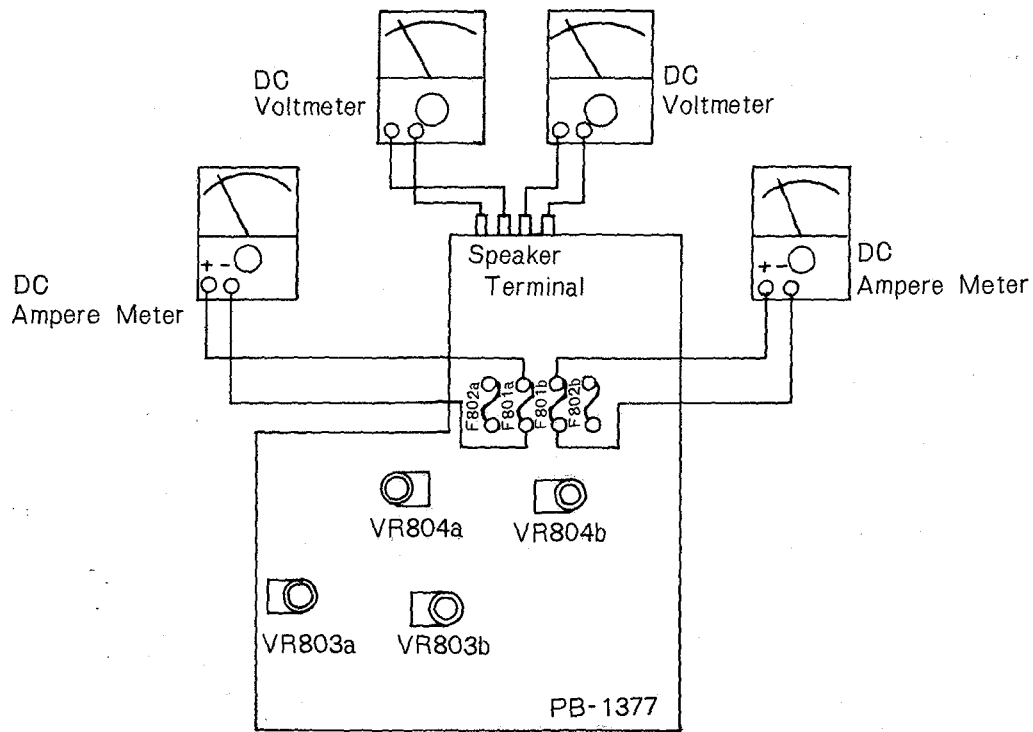 DC
Voltmeter
DC
Voltmeter
+ -
DC
Ampere Meter
Speaker
Terminal
+ -
DC
Ampere Meter
F802a
F801a
F801b
F802b
VR804a
VR804b
VR803a
VR803b
PB-1377